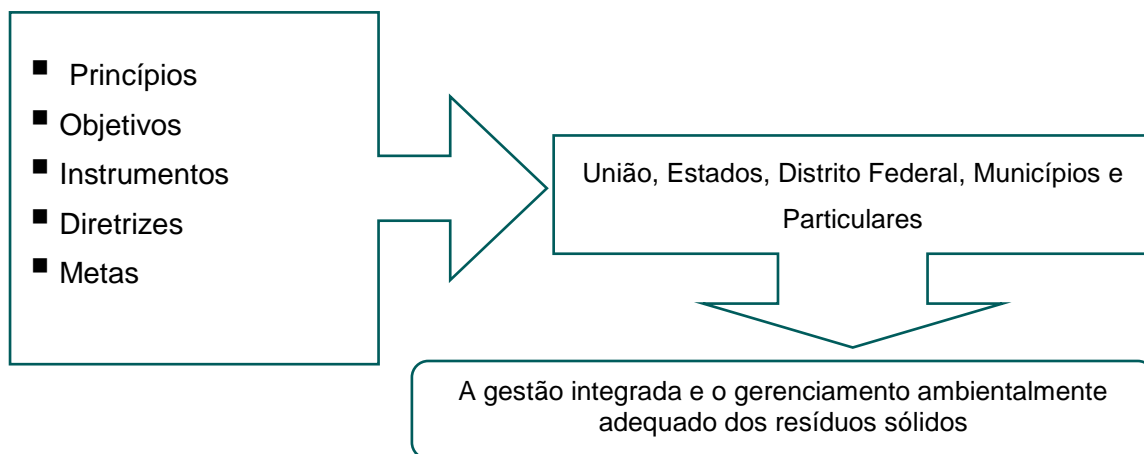 Princípios
Objetivos
Instrumentos
Diretrizes
Metas
União, Estados, Distrito Federal, Municípios e
Particulares
A gestão integrada e o gerenciamento ambientalmente
adequado dos resíduos sólidos